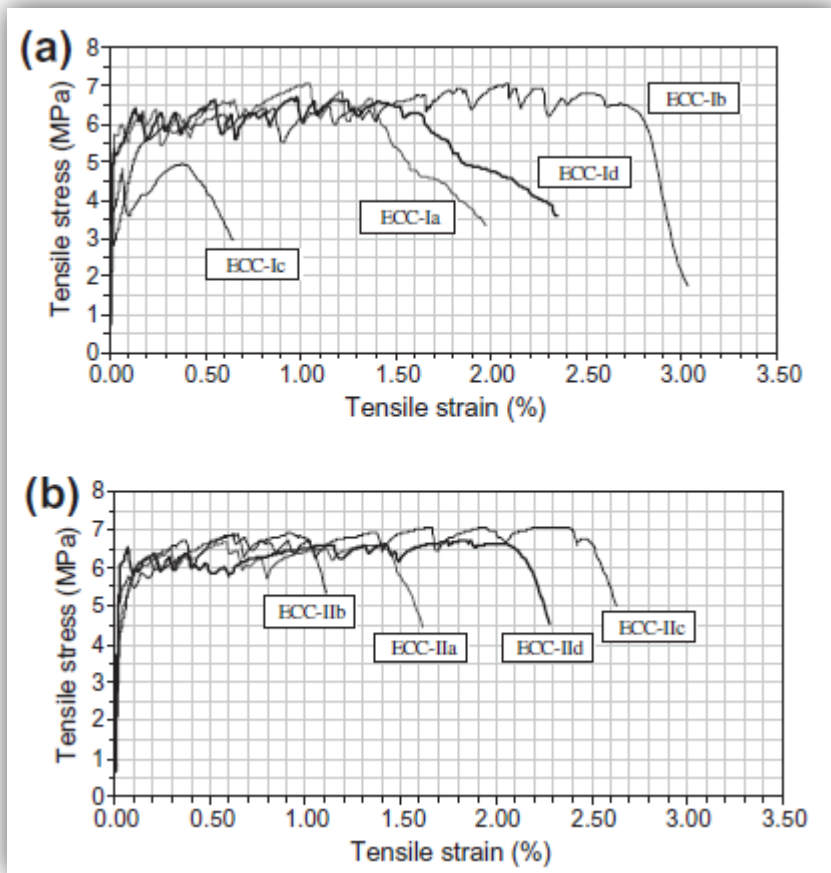 (a)
Tensile stress (MPa)
8
7
6
5
4
3
2
1
0
ECC-Ib
ECC-Id
ECC-Ia
ECC-Ic
0.00 0.50 1.00 1.50 2.00 2.50 3.00 3.50
Tensile strain (%)
(b)
Tensile stress (MPa)
8
7
6
5
4
3
2
1
0
ECC-IIb
ECC-IIa
ECC-IId
ECC-IIc
0.00 0.50 1.00 1.50 2.00 2.50 3.00 3.50
Tensile strain (%)